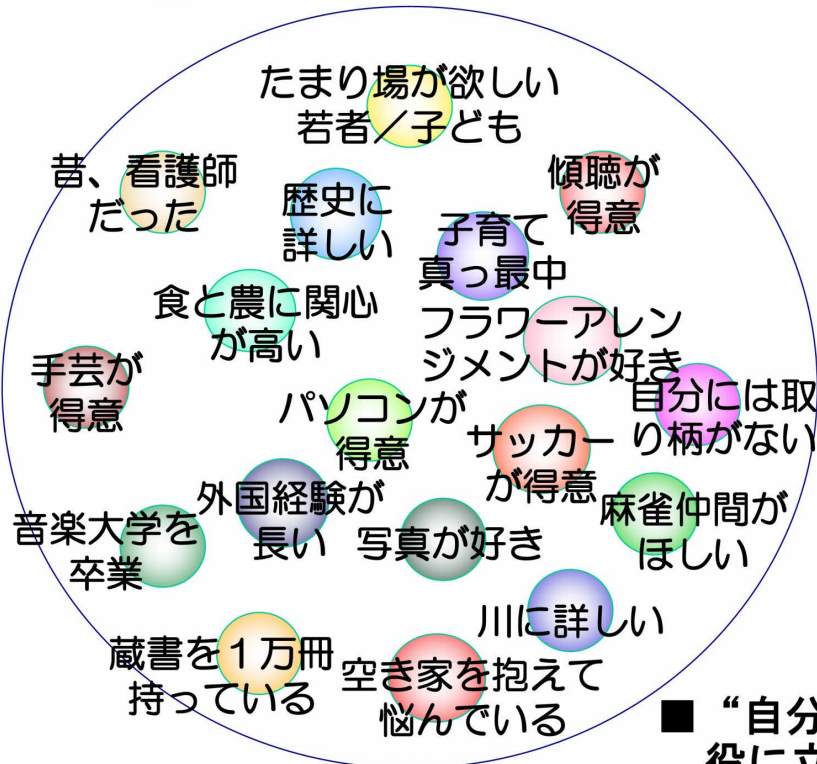 たまり場が欲しい
若者／子ども
昔、看護師
だった
歴史に
詳しい
傾聴が
得意
子育て
真っ最中
食と農に関心
が高い
フラワーアレン
ジメントが好き
手芸が
得意
パソコンが
得意
自分には取
り柄がない
サッカー
が得意
外国経験が
長い
麻雀仲間が
ほしい
音楽大学を
卒業
写真が好き
川に詳しい
蔵書を１万冊
持っている
空き家を抱えて
悩んでいる
■ “自分
役に立